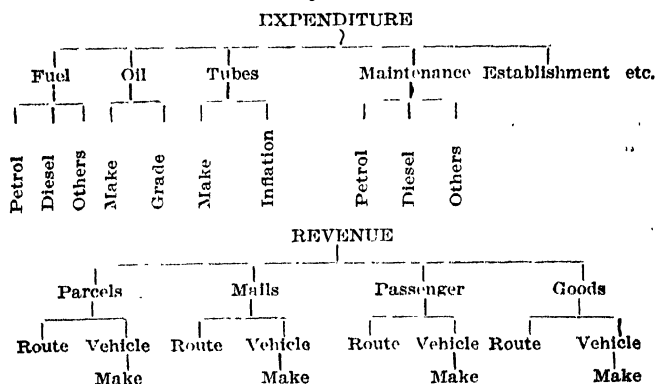 EXPENDITURE
Fuel Oil Tubes Maintenance Establishment etc.
Petrol Diesel Others Make Grade Make Inflation Petrol Diesel Others
REVENUE
Parcels Mails Passenger Goods
Route Vehicle Route Vehicle Route Vehicle Route Vehicle
Make Make Make Make